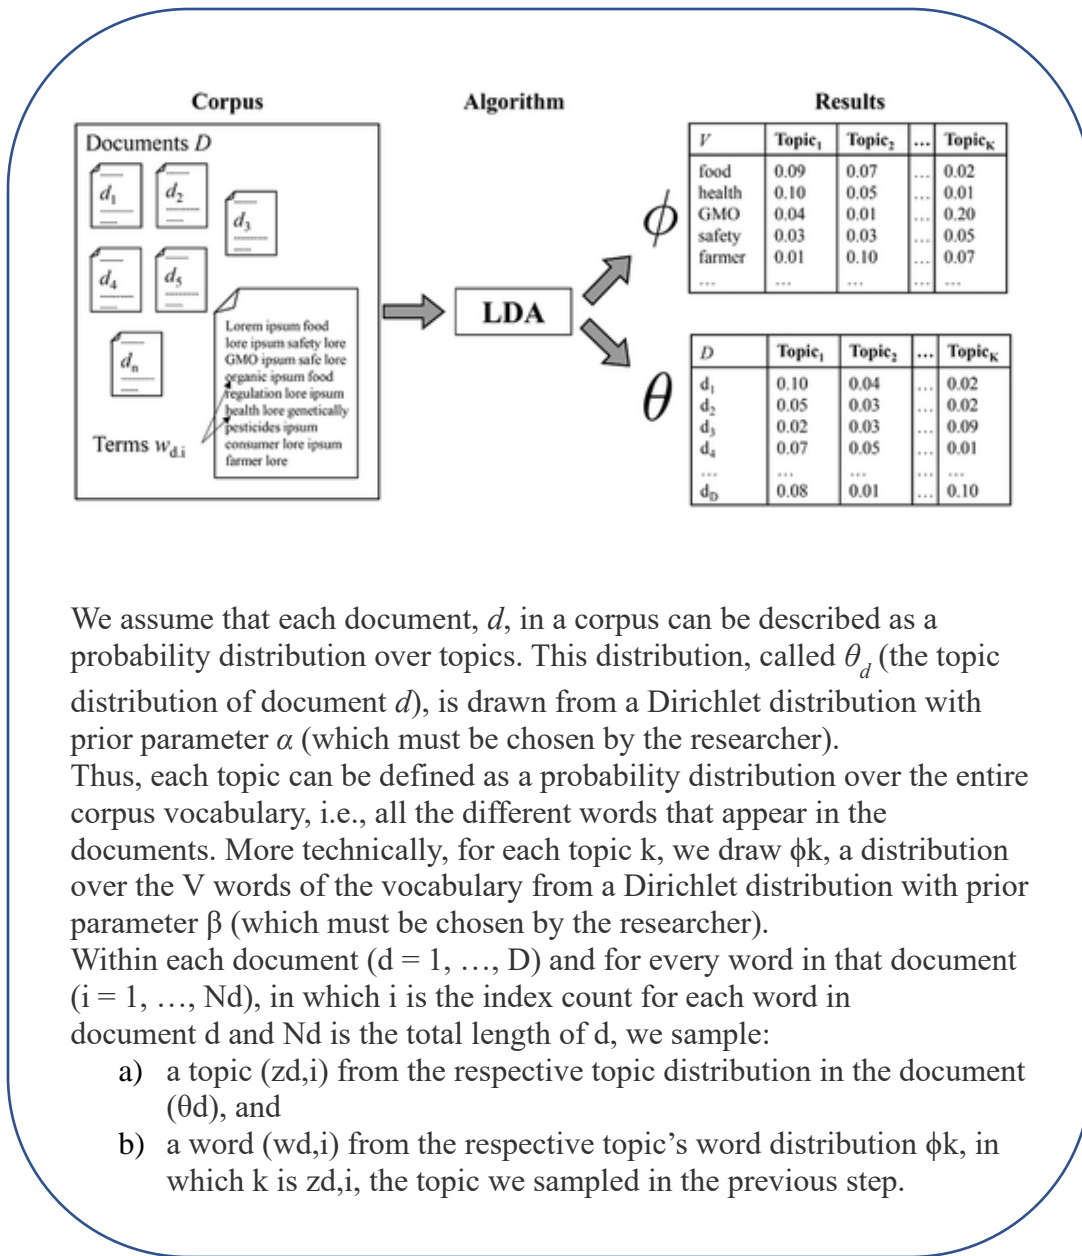 Corpus
Algorithm
Results
Documents D
d1
d2
d3
d4
d5
dn
Lorem ipsum food
lore ipsum safety lore
GMO ipsum safe lore
organic ipsum food
regulation lore ipsum
health lore genetically
pesticides ipsum
consumer lore ipsum
farmer lore
Terms wd,i
LDA
ϕ
V Topic1 Topic2 ... TopicK
food 0.09 0.07 ... 0.02
health 0.10 0.05 ... 0.01
GMO 0.04 0.01 ... 0.20
safety 0.03 0.03 ... 0.05
farmer 0.01 0.10 ... 0.07
... ... ... ... ...
θ
D Topic1 Topic2 ... TopicK
d1 0.10 0.04 ... 0.02
d2 0.05 0.03 ... 0.02
d3 0.02 0.03 ... 0.09
d4 0.07 0.05 ... 0.01
... ... ... ... ...
dD 0.08 0.01 ... 0.10
We assume that each document, d, in a corpus can be described as a
probability distribution over topics. This distribution, called θd (the topic
distribution of document d), is drawn from a Dirichlet distribution with
prior parameter α (which must be chosen by the researcher).
Thus, each topic can be defined as a probability distribution over the entire
corpus vocabulary, i.e., all the different words that appear in the
documents. More technically, for each topic k, we draw ϕk, a distribution
over the V words of the vocabulary from a Dirichlet distribution with prior
parameter β (which must be chosen by the researcher).
Within each document (d = 1, …, D) and for every word in that document
(i = 1, …, Nd), in which i is the index count for each word in
document d and Nd is the total length of d, we sample:
a) a topic (zd,i) from the respective topic distribution in the document
(θd), and
b) a word (wd,i) from the respective topic’s word distribution ϕk, in
which k is zd,i, the topic we sampled in the previous step.